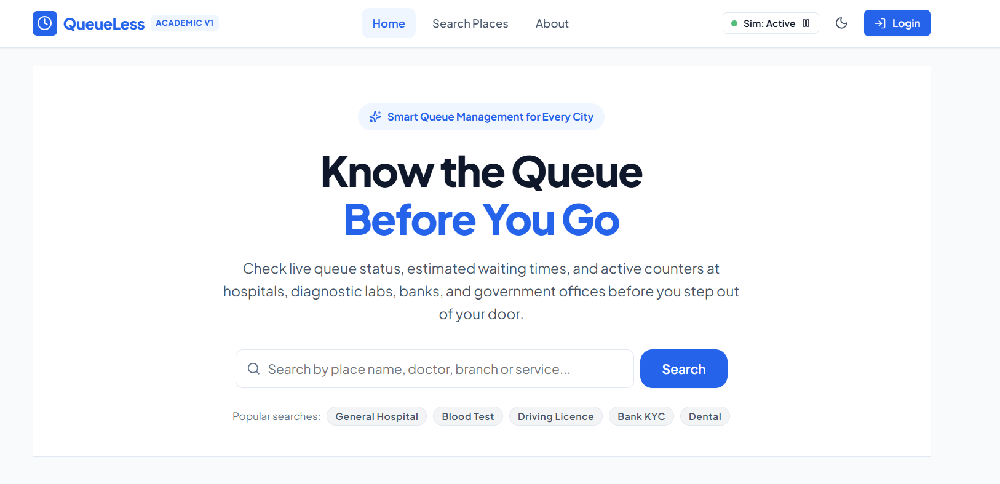 QueueLess ACADEMIC V1 Home Search Places About Sim: Active Login
Smart Queue Management for Every City
Know the Queue
Before You Go
Check live queue status, estimated waiting times, and active counters at
hospitals, diagnostic labs, banks, and government offices before you step out
of your door.
Search by place name, doctor, branch or service... Search
Popular searches: General Hospital Blood Test Driving Licence Bank KYC Dental